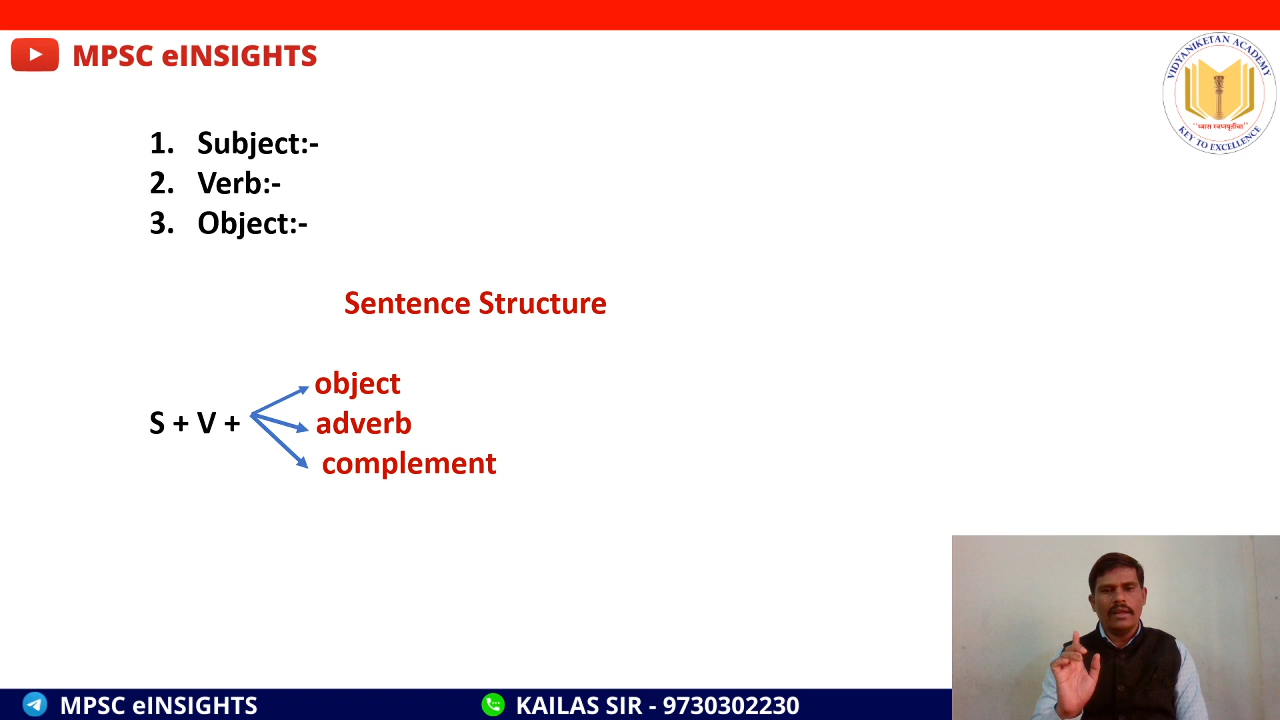 MPSC eINSIGHTS
VIDYANIKETAN ACADEMY
KEY TO EXCELLENCE
1. Subject:-
2. Verb:-
3. Object:-
Sentence Structure
object
S + V + adverb
complement
MPSC eINSIGHTS
KAILAS SIR - 9730302230